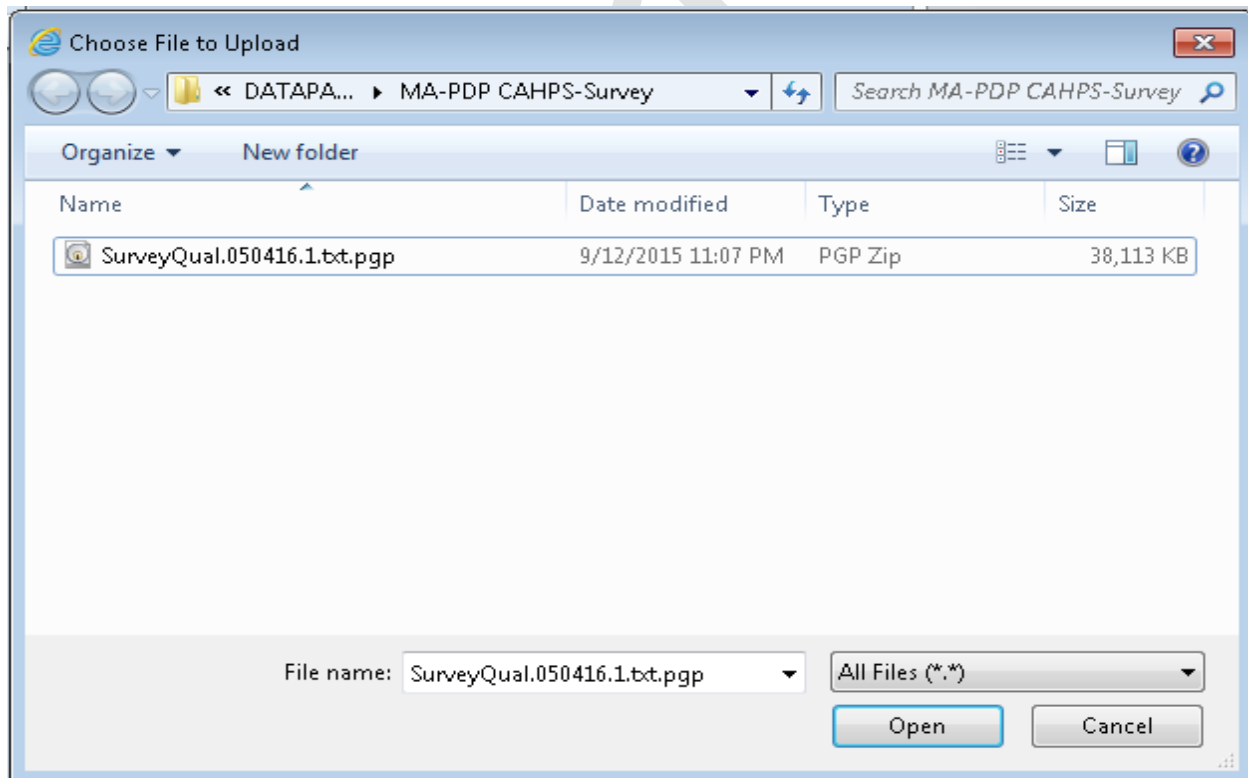 Choose File to Upload
« DATAPA... ▸ MA-PDP CAHPS-Survey Search MA-PDP CAHPS-Survey
Organize New folder
Name Date modified Type Size
SurveyQual.050416.1.txt.pgp 9/12/2015 11:07 PM PGP Zip 38,113 KB
File name: SurveyQual.050416.1.txt.pgp All Files (*.*)
Open Cancel